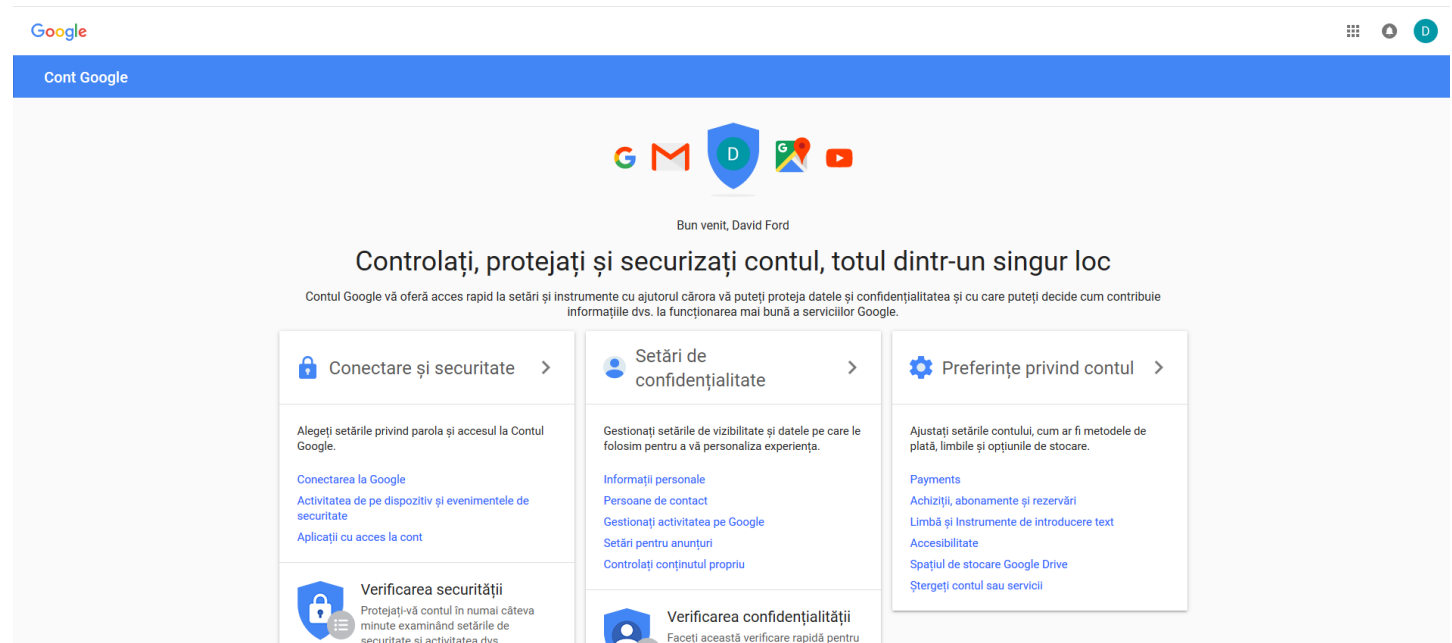 Google
D
Cont Google
D
Bun venit, David Ford
Controlați, protejați și securizați contul, totul dintr-un singur loc
Contul Google vă oferă acces rapid la setări și instrumente cu ajutorul cărora vă puteți proteja datele și confidențialitatea și cu care puteți decide cum contribuie
informațiile dvs. la funcționarea mai bună a serviciilor Google.
Conectare și securitate
Alegeți setările privind parola și accesul la Contul
Google.
Conectarea la Google
Activitatea de pe dispozitiv și evenimentele de
securitate
Aplicații cu acces la cont
Verificarea securității
Protejați-vă contul în numai câteva
minute examinând setările de
securitate și activitatea dvs.
Setări de
confidențialitate
Gestionați setările de vizibilitate și datele pe care le
folosim pentru a vă personaliza experiența.
Informații personale
Persoane de contact
Gestionați activitatea pe Google
Setări pentru anunțuri
Controlați conținutul propriu
Verificarea confidențialității
Faceți această verificare rapidă pentru
Preferințe privind contul
Ajustați setările contului, cum ar fi metodele de
plată, limbile și opțiunile de stocare.
Payments
Achiziții, abonamente și rezervări
Limbă și Instrumente de introducere text
Accesibilitate
Spațiul de stocare Google Drive
Ștergeți contul sau servicii